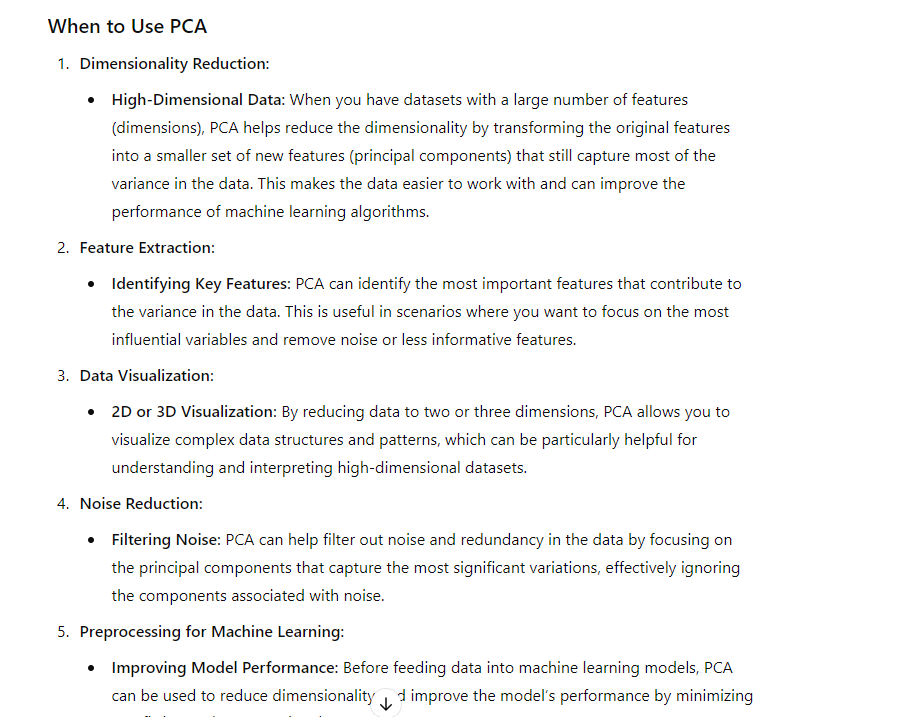 When to Use PCA
1. Dimensionality Reduction:
• High-Dimensional Data: When you have datasets with a large number of features
(dimensions), PCA helps reduce the dimensionality by transforming the original features
into a smaller set of new features (principal components) that still capture most of the
variance in the data. This makes the data easier to work with and can improve the
performance of machine learning algorithms.
2. Feature Extraction:
• Identifying Key Features: PCA can identify the most important features that contribute to
the variance in the data. This is useful in scenarios where you want to focus on the most
influential variables and remove noise or less informative features.
3. Data Visualization:
• 2D or 3D Visualization: By reducing data to two or three dimensions, PCA allows you to
visualize complex data structures and patterns, which can be particularly helpful for
understanding and interpreting high-dimensional datasets.
4. Noise Reduction:
• Filtering Noise: PCA can help filter out noise and redundancy in the data by focusing on
the principal components that capture the most significant variations, effectively ignoring
the components associated with noise.
5. Preprocessing for Machine Learning:
• Improving Model Performance: Before feeding data into machine learning models, PCA
can be used to reduce dimensionality improve the model's performance by minimizing